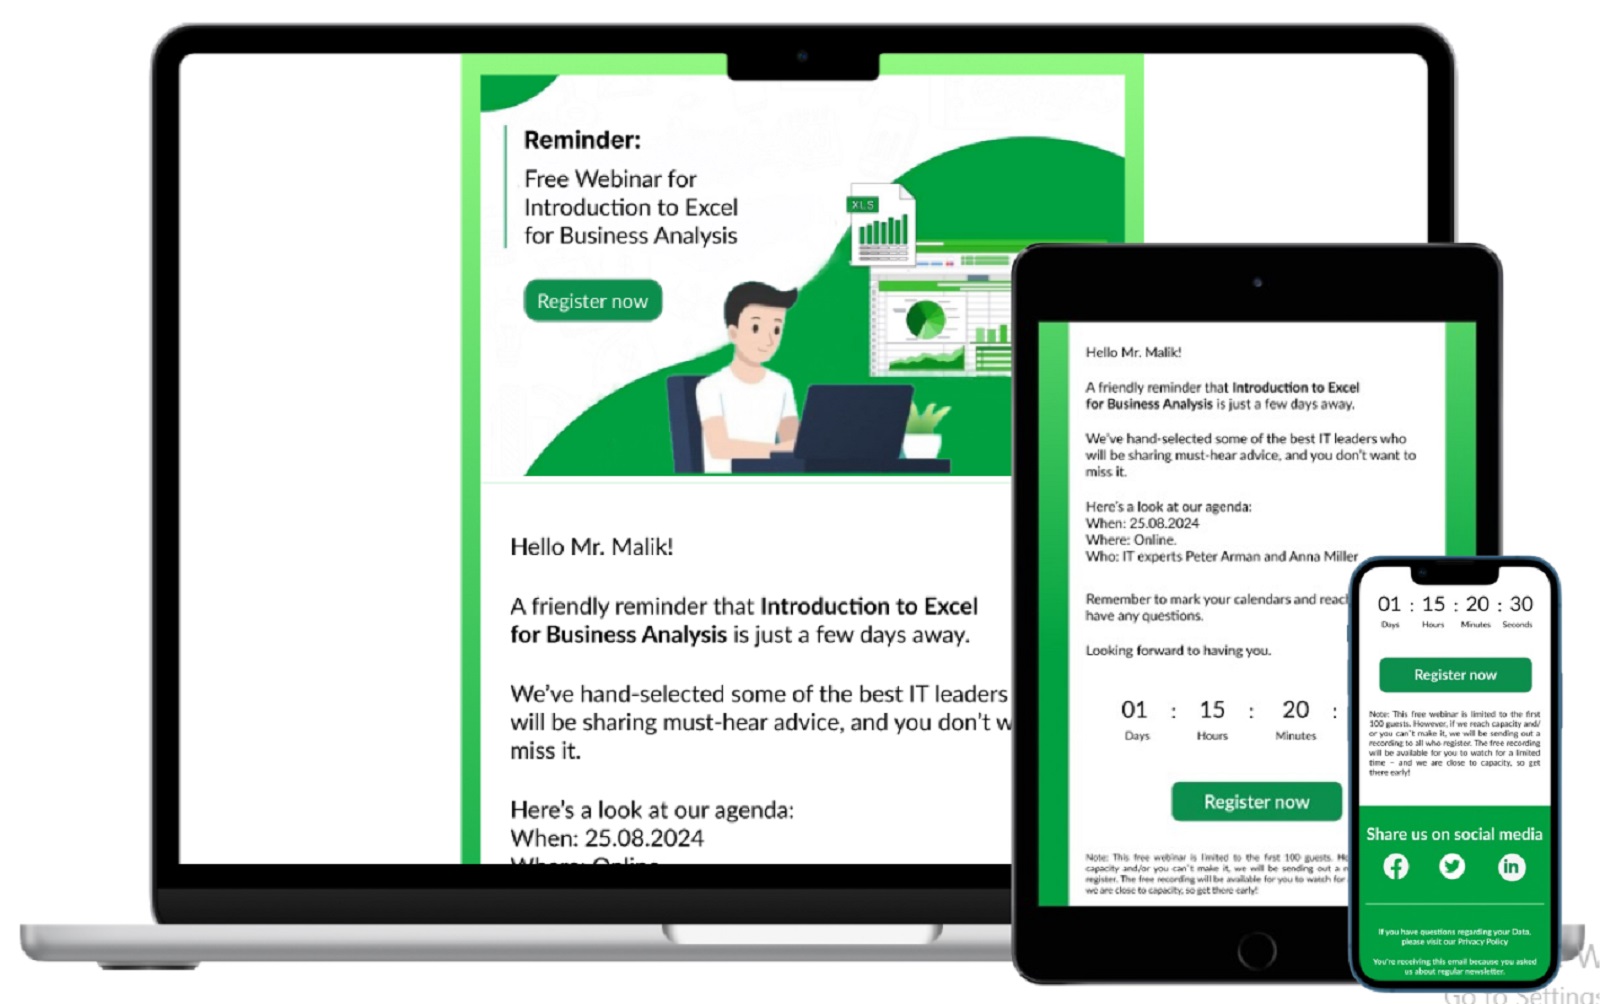 Reminder:
Free Webinar for
Introduction to Excel
for Business Analysis
Register now
XLS
Hello Mr. Malik!
A friendly reminder that Introduction to Excel
for Business Analysis is just a few days away.
We've hand-selected some of the best IT leaders
will be sharing must-hear advice, and you don't w
miss it.
Here's a look at our agenda:
When: 25.08.2024
Where: Online
Hello Mr. Malik!
A friendly reminder that Introduction to Excel
for Business Analysis is just a few days away.
We've hand-selected some of the best IT leaders who
will be sharing must-hear advice, and you don't want to
miss it.
Here's a look at our agenda:
When: 25.08.2024
Where: Online.
Who: IT experts Peter Arman and Anna Miller
Remember to mark your calendars and reach
have any questions.
Looking forward to having you.
01 : 15 : 20 :
Days Hours Minutes
Register now
Note: This free webinar is limited to the first 100 guests. Ho
capacity and/or you can't make it, we will be sending out a
register. The free recording will be available for you to watch for
we are close to capacity, so get there early!
01 : 15 : 20 : 30
Days Hours Minutes Seconds
Register now
Note: This free webinar is limited to the first
100 guests. However, if we reach capacity and/
or you can't make it, we will be sending out a
recording to all who register. The free recording
will be available for you to watch for a limited
time – and we are close to capacity, so get
there early!
Share us on social media
in
If you have questions regarding your Data,
please visit our Privacy Policy
You're receiving this email because you asked
us about regular newsletter.
W
Go to Settings